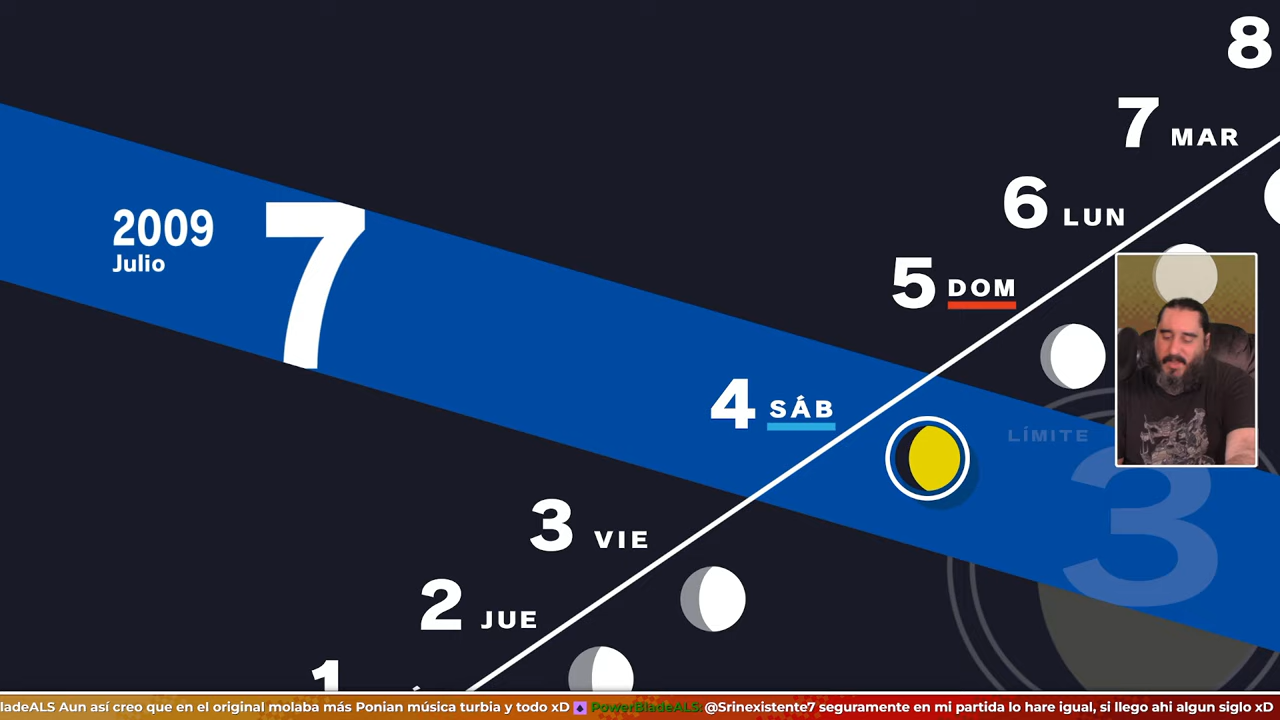 8
7 MAR
6 LUN
5 DOM
2009
Julio
7
4 SÁB
LÍMITE
3
3 VIE
2 JUE
1
ladeALS Aun así creo que en el original molaba más Ponian música turbia y todo xD PowerBladeALS: @Srinexistente7 seguramente en mi partida lo hare igual, si llego ahi algun siglo xD